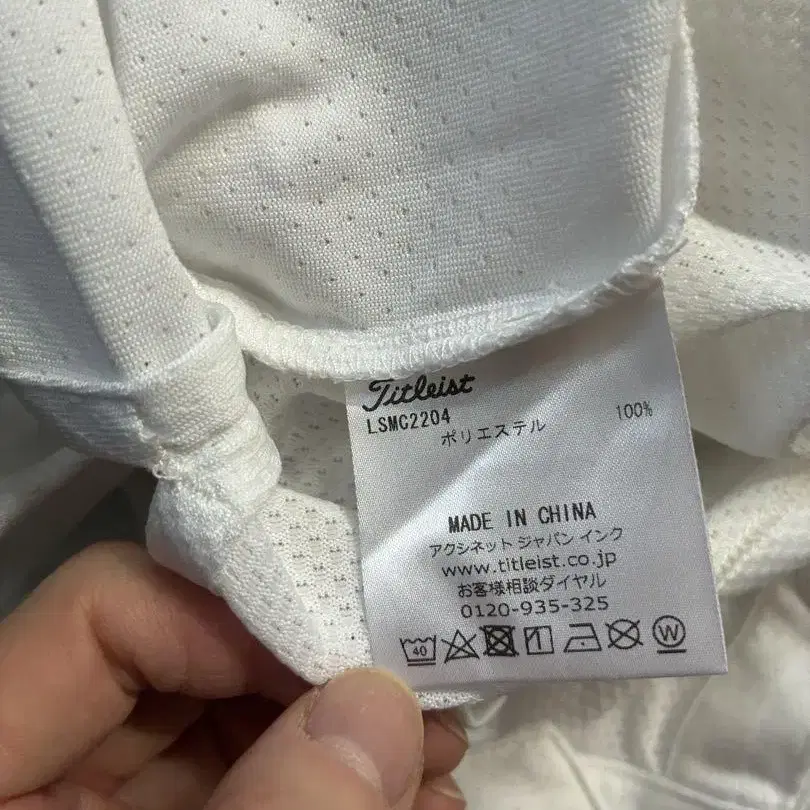 Titleist
LSMC2204
ポリエステル 100%
MADE IN CHINA
アクシネット ジャパン インク
www.titleist.co.jp
お客様相談ダイヤル
0120-935-325
40 W